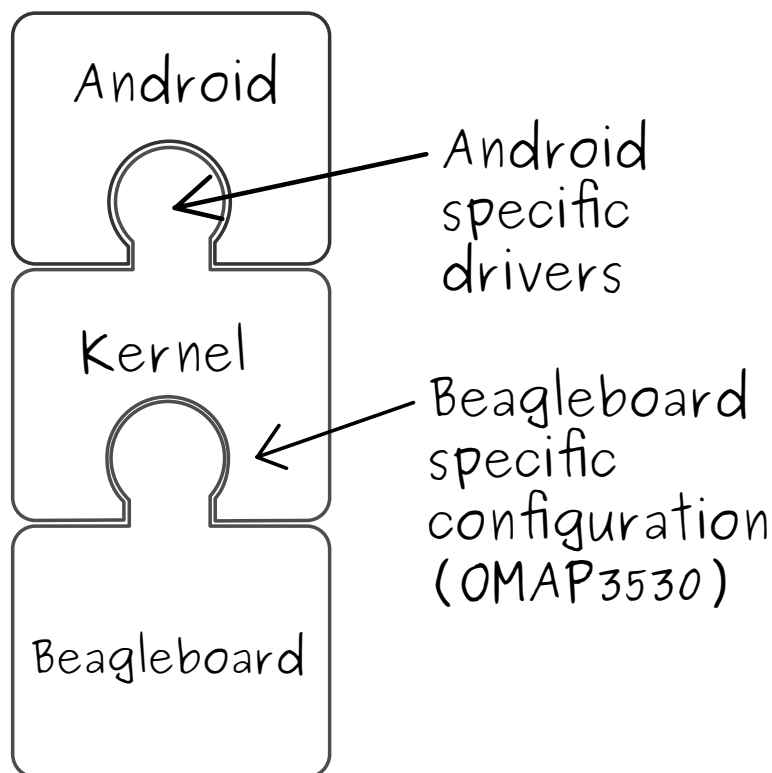 Android
Android
specific
drivers
Kernel
Beagleboard
specific
configuration
(OMAP3530)
Beagleboard